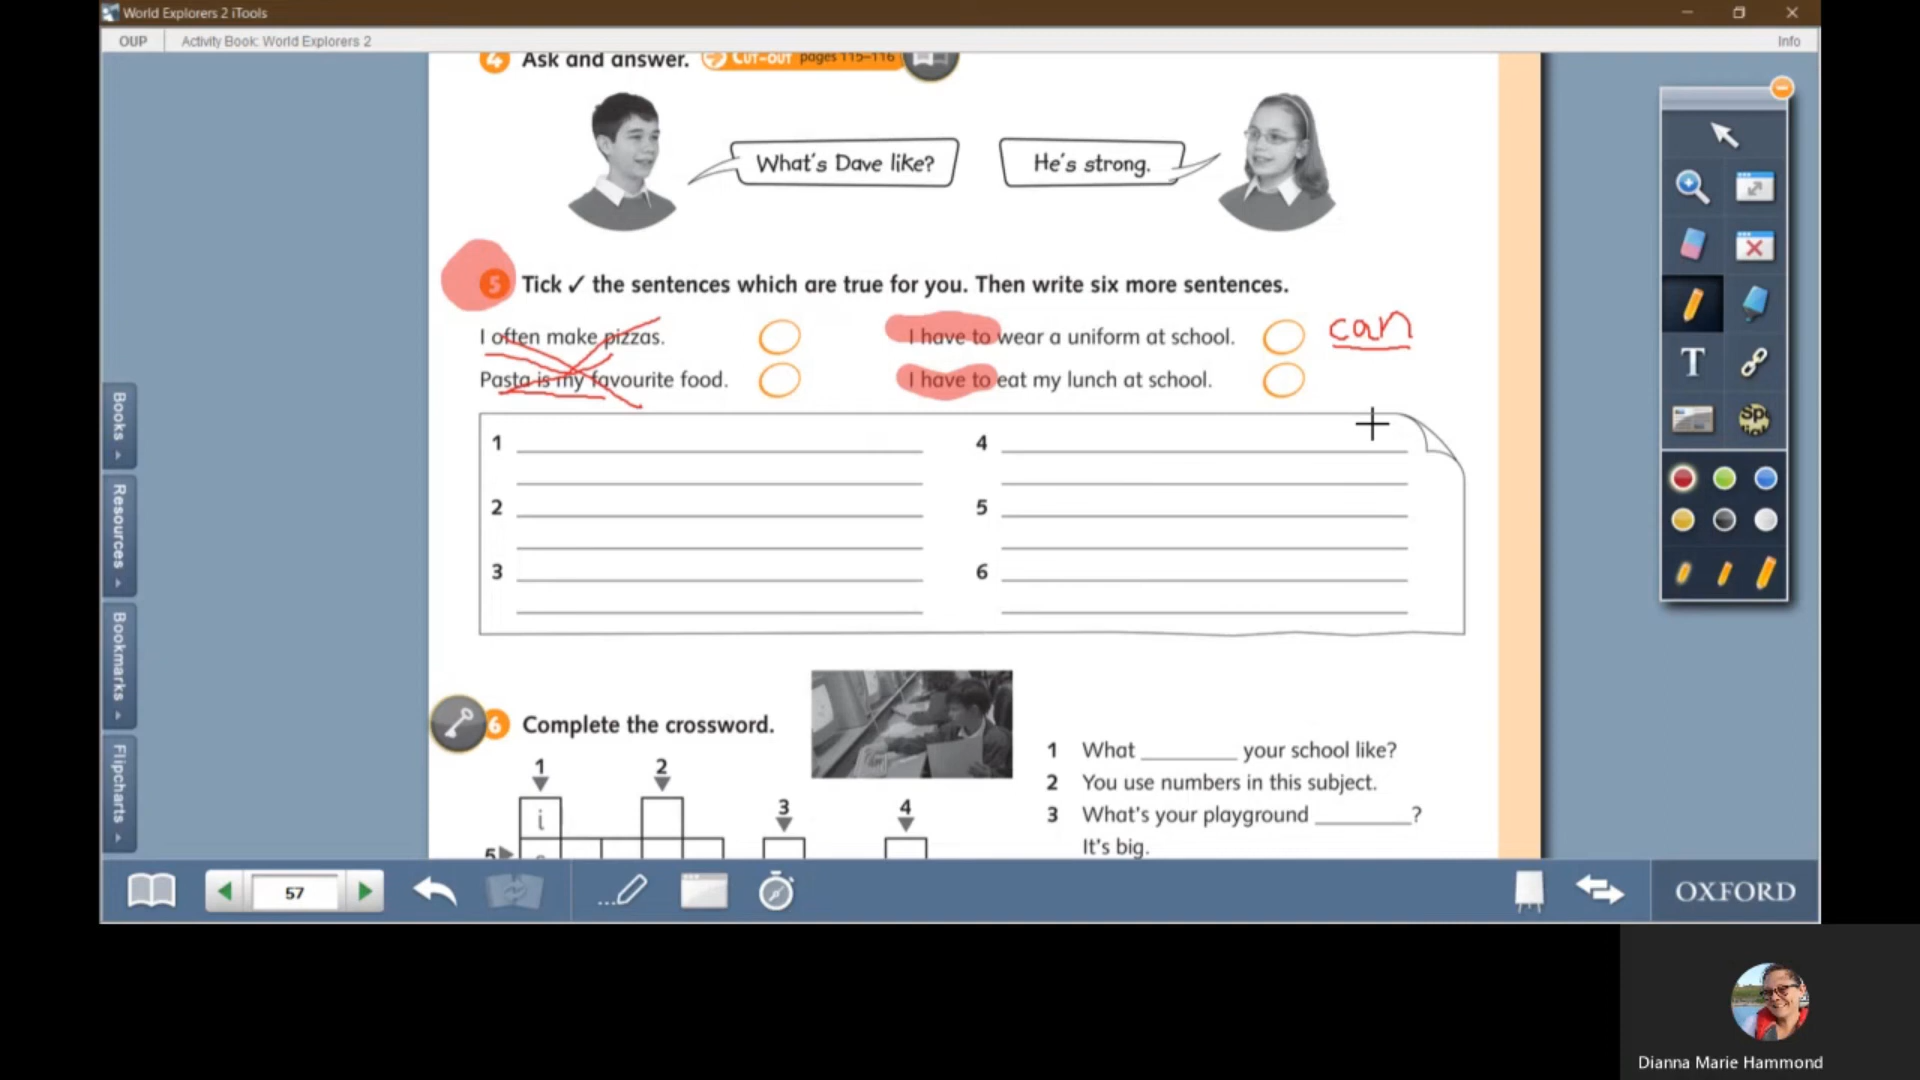 World Explorers 2 iTools
OUP Activity Book: World Explorers 2 Info
4 Ask and answer. CUT-OUT pages 115–116
What's Dave like?
He's strong.
5 Tick ✓ the sentences which are true for you. Then write six more sentences.
I often make pizzas.
I have to wear a uniform at school.
can
Pasta is my favourite food.
I have to eat my lunch at school.
1
4
2
5
3
6
6 Complete the crossword.
1 2
3 4
i
5
1 What ________ your school like?
2 You use numbers in this subject.
3 What's your playground ________?
It's big.
Books
Resources
Bookmarks
Flipcharts
T
57
OXFORD
Dianna Marie Hammond